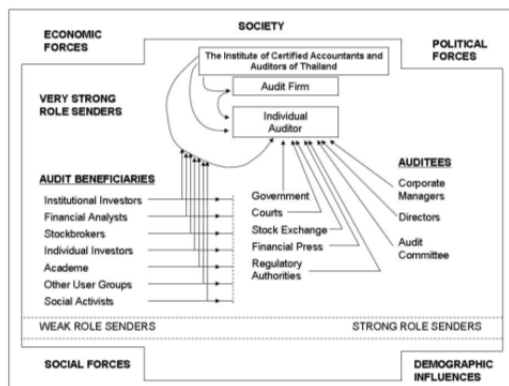 SOCIETY
ECONOMIC
FORCES
POLITICAL
FORCES
The Institute of Certified Accountants and
Auditors of Thailand
Audit Firm
VERY STRONG
ROLE SENDERS
Individual
Auditor
AUDIT BENEFICIARIES
Institutional Investors
Financial Analysts
Stockbrokers
Individual Investors
Academe
Other User Groups
Social Activists
Government
Courts
Stock Exchange
Financial Press
Regulatory
Authorities
AUDITEES
Corporate
Managers
Directors
Audit
Committee
WEAK ROLE SENDERS
STRONG ROLE SENDERS
SOCIAL FORCES
DEMOGRAPHIC
INFLUENCES